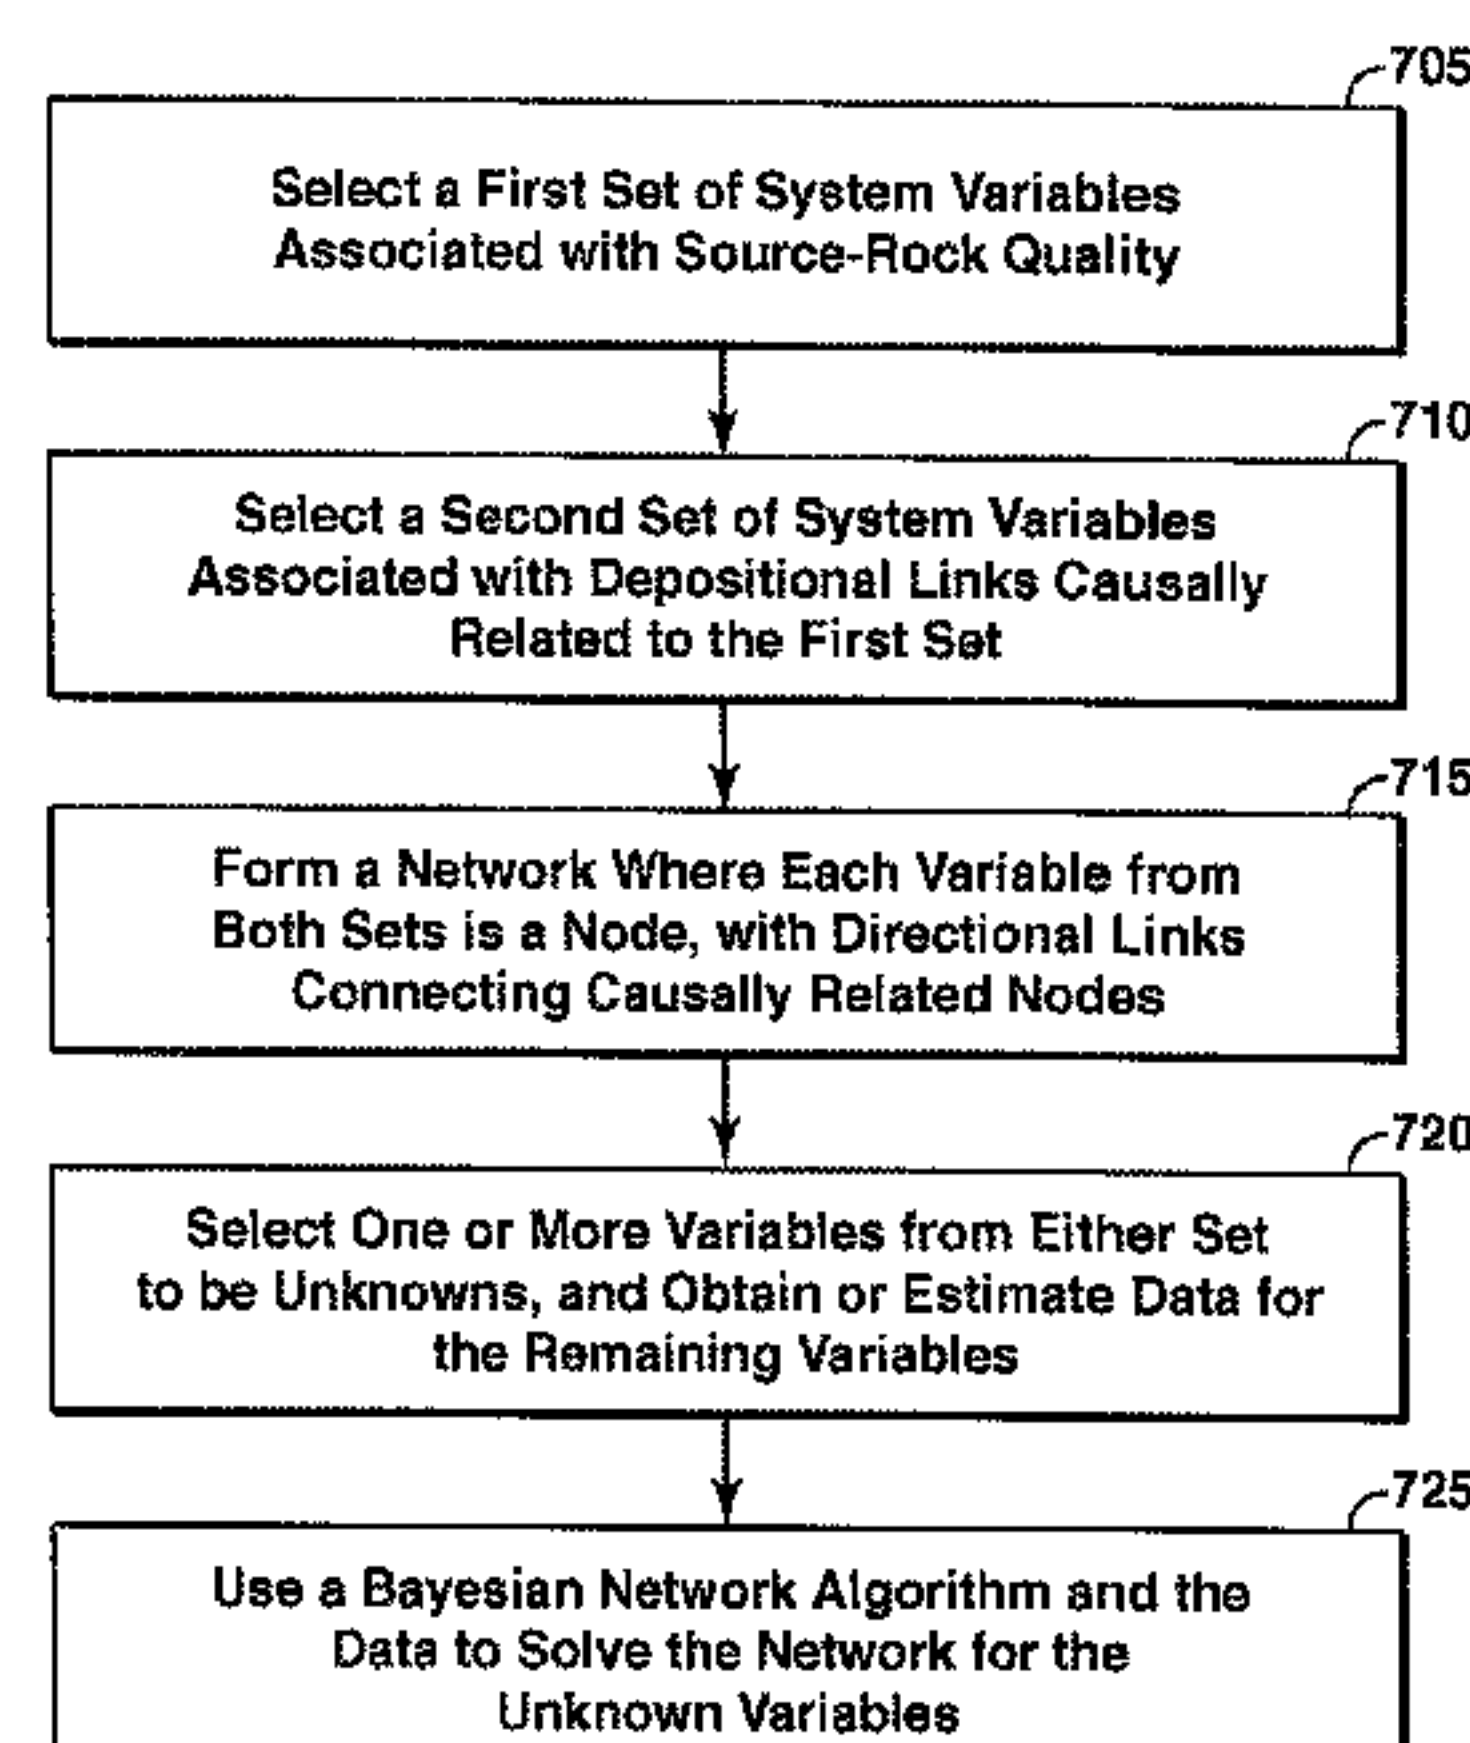 705
Select a First Set of System Variables
Associated with Source-Rock Quality
710
Select a Second Set of System Variables
Associated with Depositional Links Causally
Related to the First Set
715
Form a Network Where Each Variable from
Both Sets is a Node, with Directional Links
Connecting Causally Related Nodes
720
Select One or More Variables from Either Set
to be Unknowns, and Obtain or Estimate Data for
the Remaining Variables
725
Use a Bayesian Network Algorithm and the
Data to Solve the Network for the
Unknown Variables